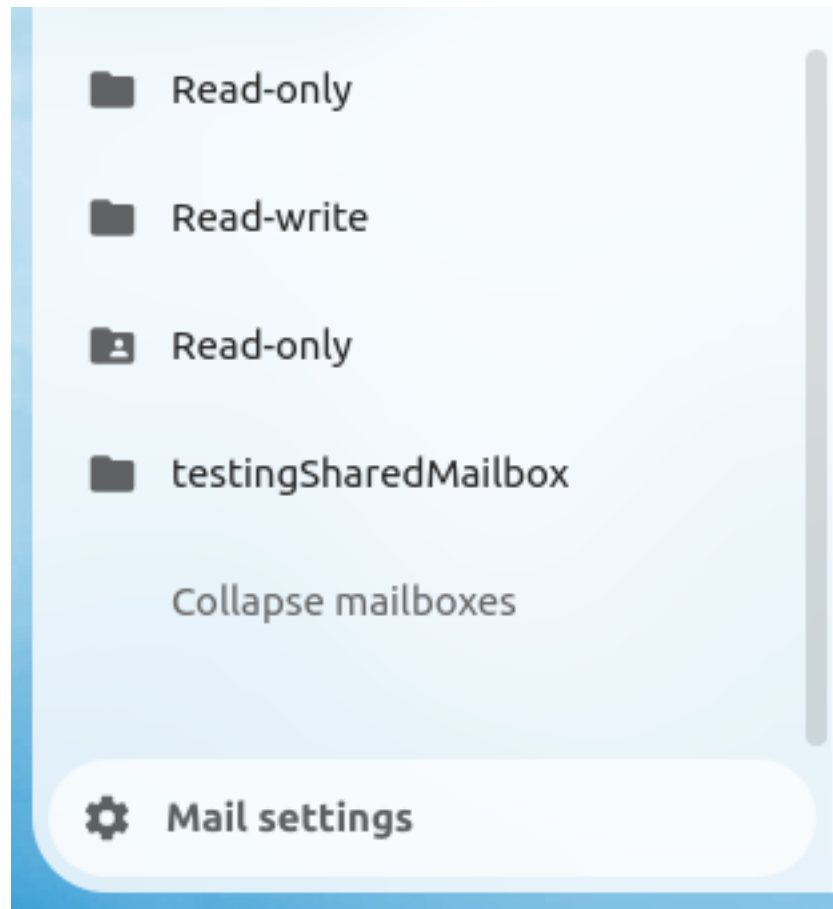 Read-only
Read-write
Read-only
testingSharedMailbox
Collapse mailboxes
Mail settings